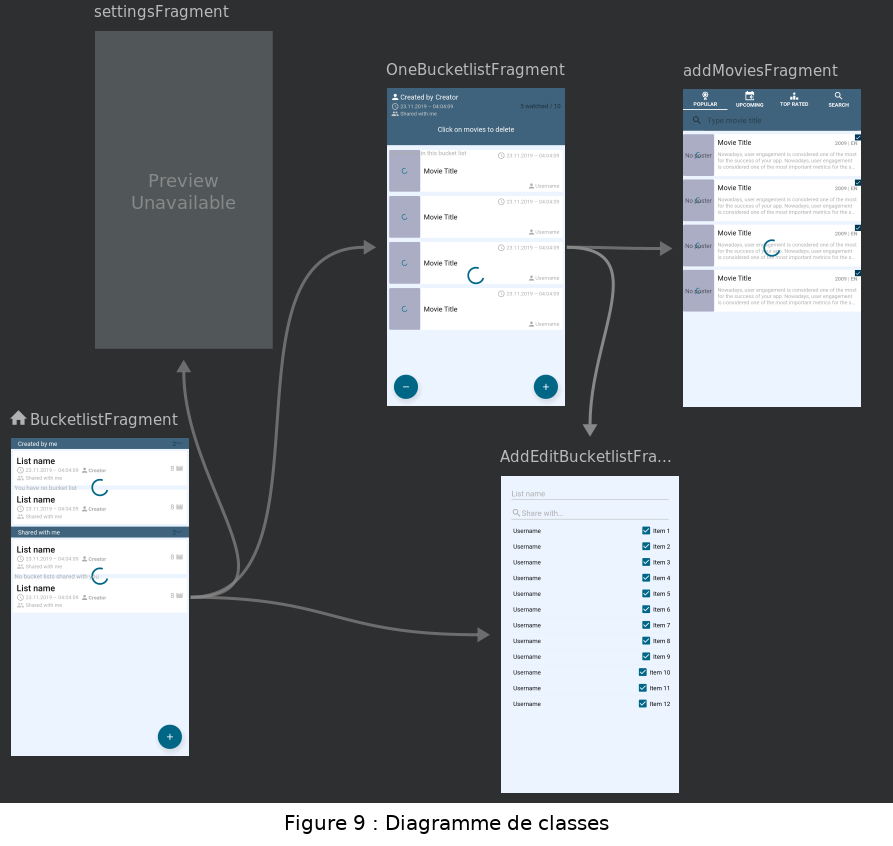 settingsFragment
Preview
Unavailable
OneBucketlistFragment
Created by Creator
23.11.2019 – 04:04:09
5 watched / 10
Shared with me
Click on movies to delete
in this bucket list
23.11.2019 – 04:04:09
Movie Title
Username
23.11.2019 – 04:04:09
Movie Title
Username
23.11.2019 – 04:04:09
Movie Title
Username
23.11.2019 – 04:04:09
Movie Title
Username
addMoviesFragment
POPULAR UPCOMING TOP RATED SEARCH
Type movie title
Movie Title 2009 | EN
No poster
Nowadays, user engagement is considered one of the most
for the success of your app. Nowadays, user engagement
is considered one of the most important metrics for the s...
Movie Title 2009 | EN
No poster
Nowadays, user engagement is considered one of the most
for the success of your app. Nowadays, user engagement
is considered one of the most important metrics for the s...
Movie Title 2009 | EN
No poster
Nowadays, user engagement is considered one of the most
for the success of your app. Nowadays, user engagement
is considered one of the most important metrics for the s...
Movie Title 2009 | EN
No poster
Nowadays, user engagement is considered one of the most
for the success of your app. Nowadays, user engagement
is considered one of the most important metrics for the s...
BucketlistFragment
Created by me
List name
23.11.2019 – 04:04:09 Creator
8
Shared with me
You have no bucket list
List name
23.11.2019 – 04:04:09 Creator
8
Shared with me
Shared with me
List name
23.11.2019 – 04:04:09 Creator
8
Shared with me
No bucket lists shared with you
List name
23.11.2019 – 04:04:09 Creator
8
Shared with me
AddEditBucketlistFra...
List name
Share with...
Username Item 1
Username Item 2
Username Item 3
Username Item 4
Username Item 5
Username Item 6
Username Item 7
Username Item 8
Username Item 9
Username Item 10
Username Item 11
Username Item 12
Figure 9 : Diagramme de classes